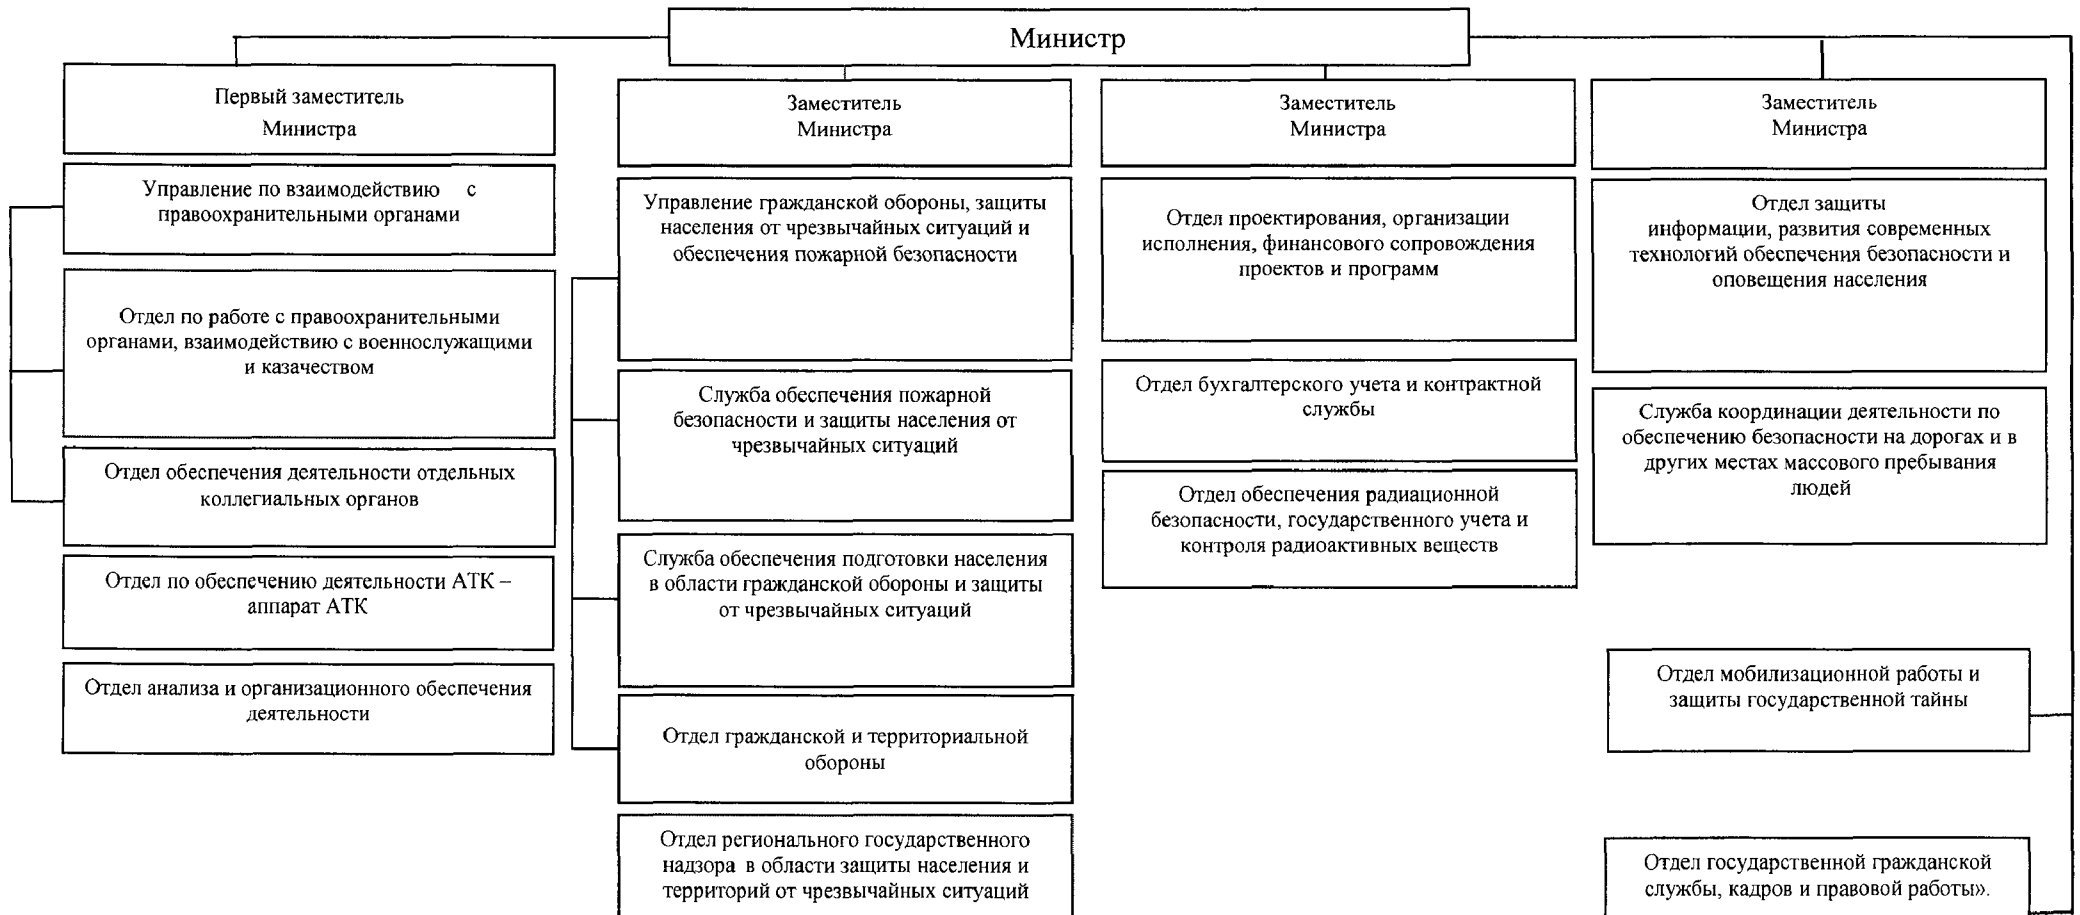 Министр
Первый заместитель
Министра
Управление по взаимодействию с
правоохранительными органами
Отдел по работе с правоохранительными
органами, взаимодействию с военнослужащими
и казачеством
Отдел обеспечения деятельности отдельных
коллегиальных органов
Отдел по обеспечению деятельности АТК –
аппарат АТК
Отдел анализа и организационного обеспечения
деятельности
Заместитель
Министра
Управление гражданской обороны, защиты
населения от чрезвычайных ситуаций и
обеспечения пожарной безопасности
Служба обеспечения пожарной
безопасности и защиты населения от
чрезвычайных ситуаций
Служба обеспечения подготовки населения
в области гражданской обороны и защиты
от чрезвычайных ситуаций
Отдел гражданской и территориальной
обороны
Отдел регионального государственного
надзора в области защиты населения и
территорий от чрезвычайных ситуаций
Заместитель
Министра
Отдел проектирования, организации
исполнения, финансового сопровождения
проектов и программ
Отдел бухгалтерского учета и контрактной
службы
Отдел обеспечения радиационной
безопасности, государственного учета и
контроля радиоактивных веществ
Заместитель
Министра
Отдел защиты
информации, развития современных
технологий обеспечения безопасности и
оповещения населения
Служба координации деятельности по
обеспечению безопасности на дорогах и в
других местах массового пребывания
людей
Отдел мобилизационной работы и
защиты государственной тайны
Отдел государственной гражданской
службы, кадров и правовой работы».